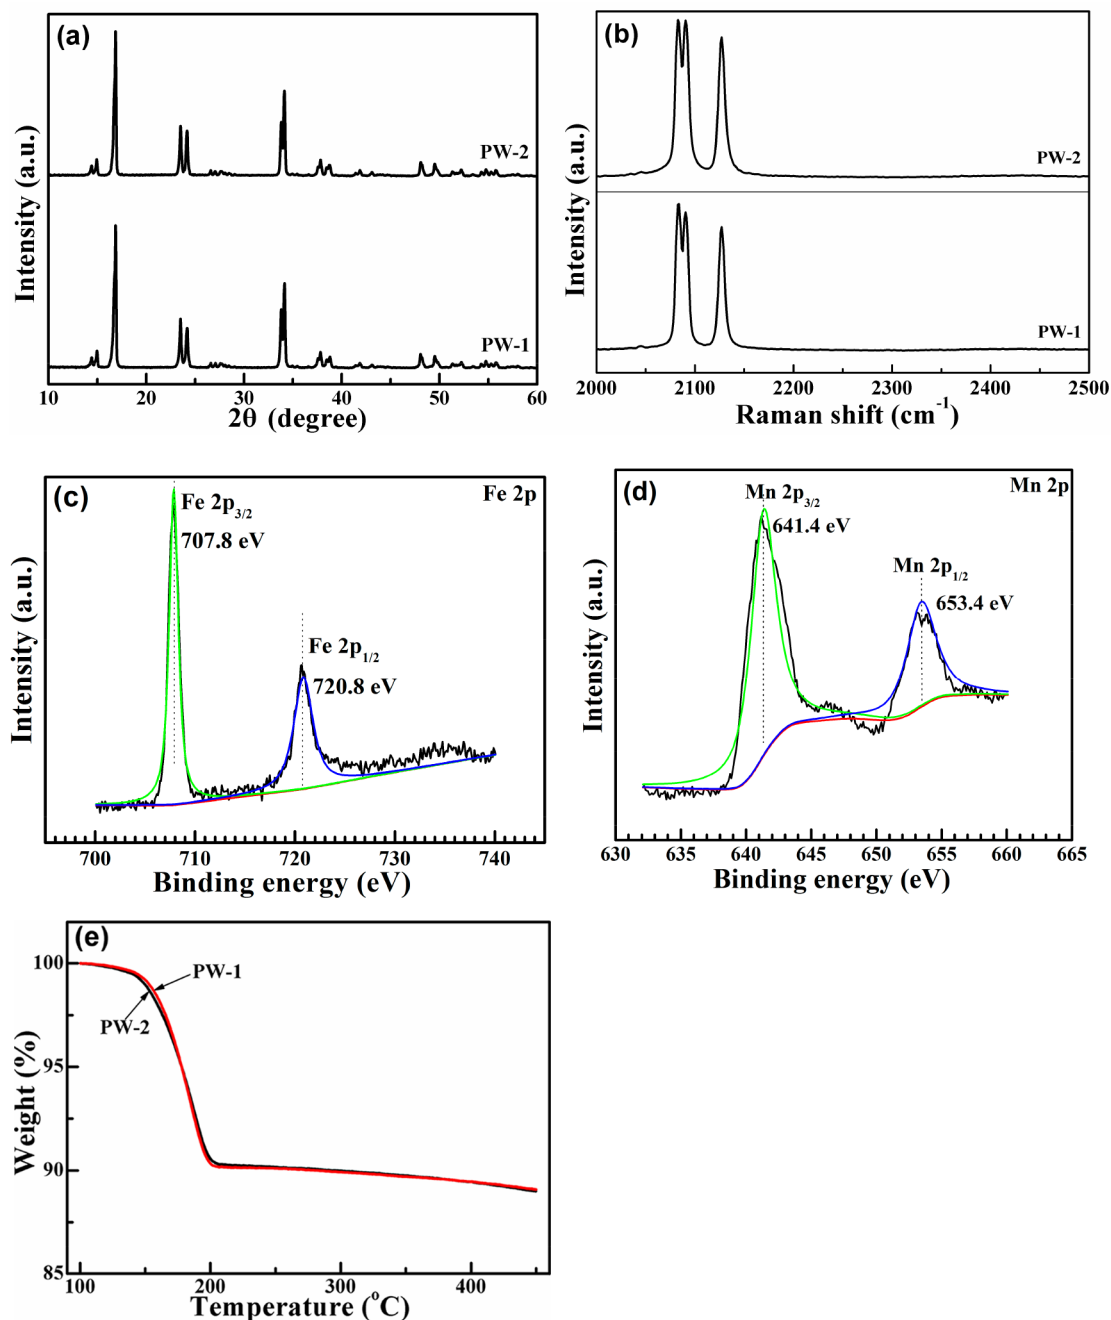 (a)
PW-2
PW-1
Intensity (a.u.)
10 20 30 40 50 60
2θ (degree)
(b)
PW-2
PW-1
Intensity (a.u.)
2000 2100 2200 2300 2400 2500
Raman shift (cm-1)
(c)
Fe 2p
Fe 2p3/2
707.8 eV
Fe 2p1/2
720.8 eV
Intensity (a.u.)
700 710 720 730 740
Binding energy (eV)
(d)
Mn 2p
Mn 2p3/2
641.4 eV
Mn 2p1/2
653.4 eV
Intensity (a.u.)
630 635 640 645 650 655 660 665
Binding energy (eV)
(e)
PW-1
PW-2
Weight (%)
100
95
90
85
100 200 300 400
Temperature (oC)